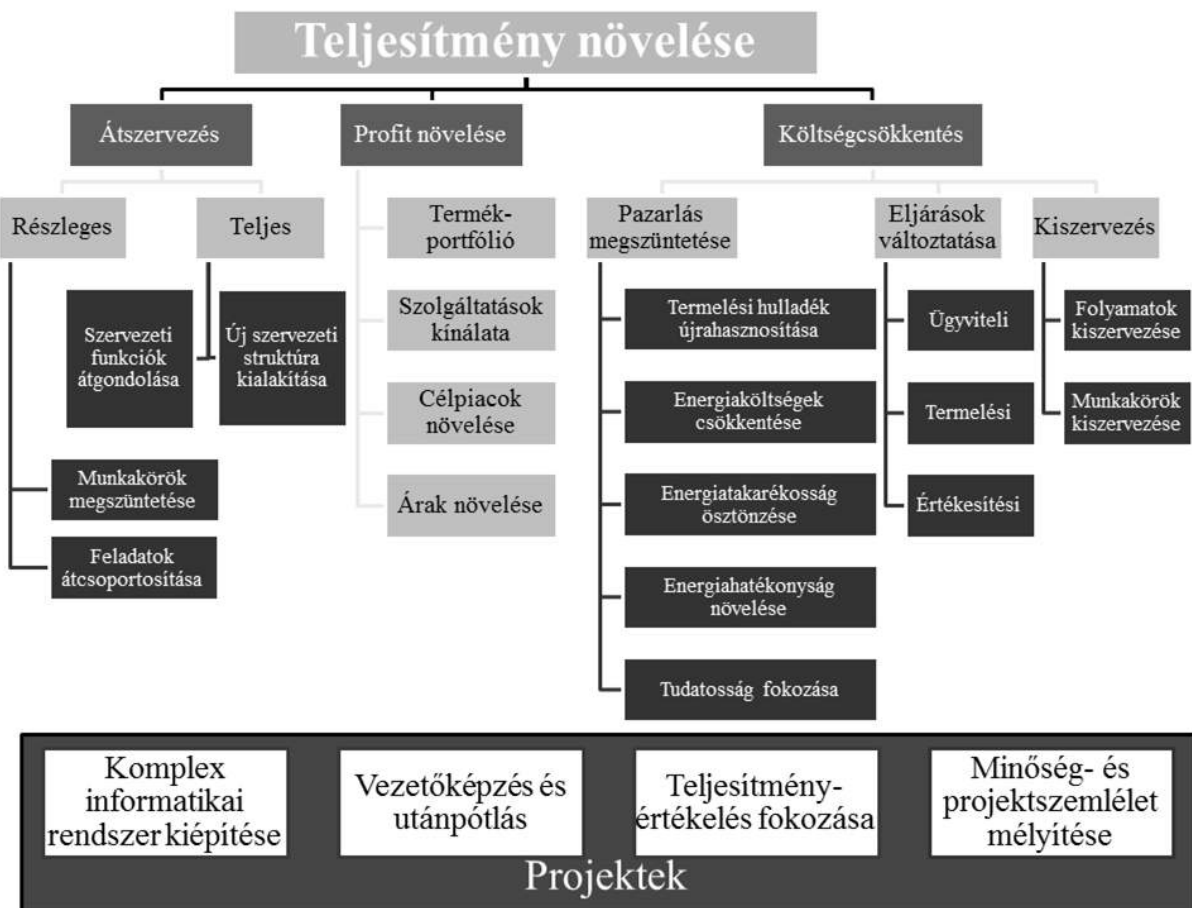 Teljesítmény növelése
Átszervezés
Profit növelése
Költségcsökkentés
Részleges
Teljes
Szervezeti
funkciók
átgondolása
Új szervezeti
struktúra
kialakítása
Munkakörök
megszüntetése
Feladatok
átcsoportosítása
Termék-
portfólió
Szolgáltatások
kínálata
Célpiacok
növelése
Árak növelése
Pazarlás
megszüntetése
Termelési hulladék
újrahasznosítása
Energiaköltségek
csökkentése
Energiatakarékosság
ösztönzése
Energiahatékonyság
növelése
Tudatosság fokozása
Eljárások
változtatása
Ügyviteli
Termelési
Értékesítési
Kiszervezés
Folyamatok
kiszervezése
Munkakörök
kiszervezése
Komplex
informatikai
rendszer kiépítése
Vezetőképzés és
utánpótlás
Teljesítmény-
értékelés fokozása
Minőség- és
projektszemlélet
mélyítése
Projektek